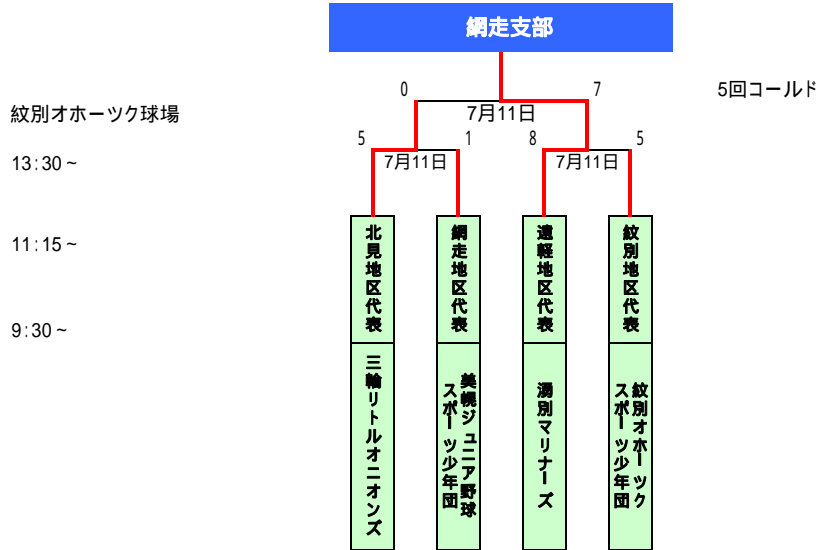 網走支部
0
7
5回コールド
7月11日
紋別オホーツク球場
5
1
8
5
7月11日
7月11日
13:30~
11:15~
9:30~
北見地区代表
網走地区代表
遠軽地区代表
紋別地区代表
三輪リトルオニオンズ
美幌ジュニア野球
スポーツ少年団
湧別マリナーズ
紋別オホーツク
スポーツ少年団